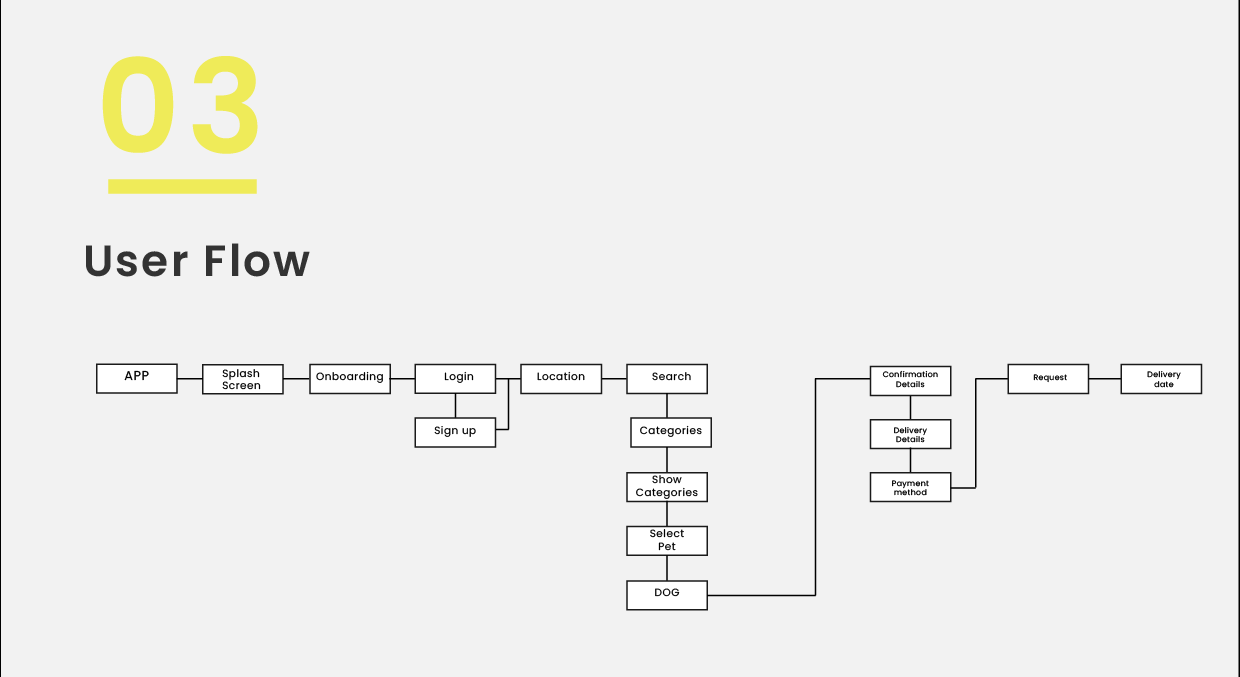 03
User Flow
APP
Splash
Screen
Onboarding
Login
Location
Search
Sign up
Categories
Show
Categories
Select
Pet
DOG
Confirmation
Details
Delivery
Details
Payment
method
Request
Delivery
date